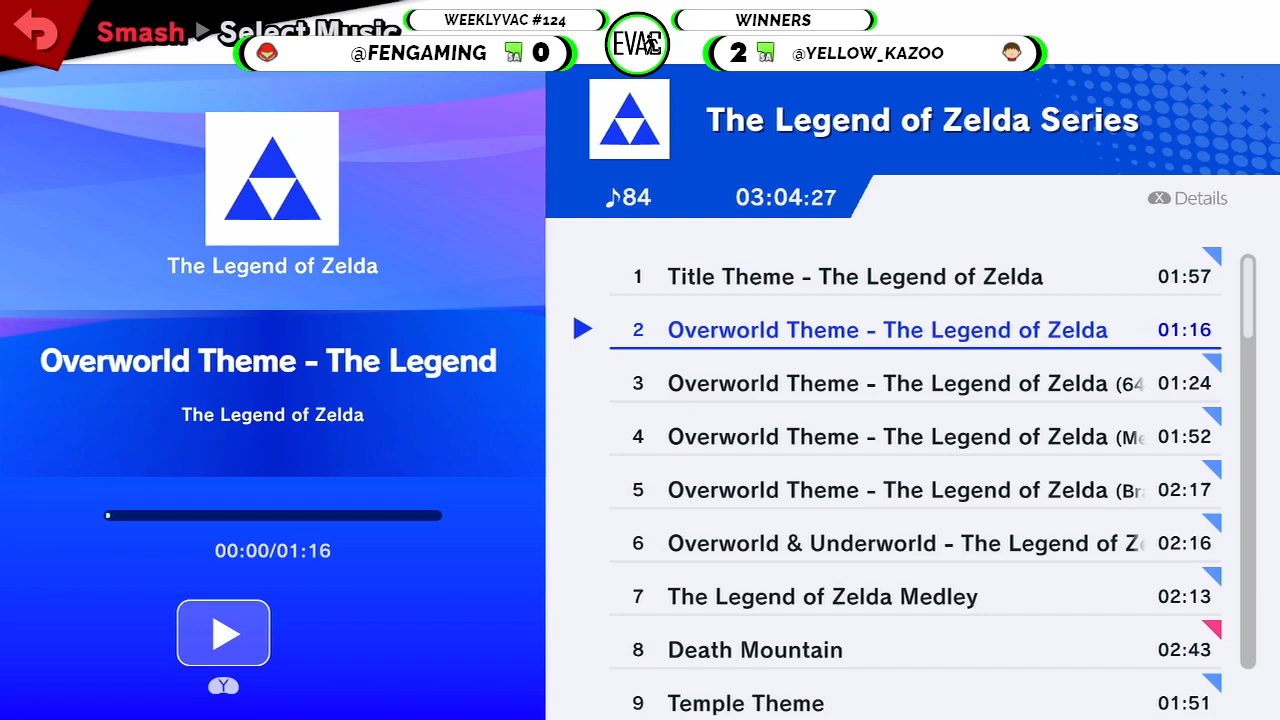 Smash ▶ Select Music
WEEKLYVAC #124
WINNERS
@FENGAMING
0
EVAC
2
@YELLOW_KAZOO
The Legend of Zelda
Overworld Theme - The Legend
The Legend of Zelda
00:00/01:16
Y
The Legend of Zelda Series
♪84
03:04:27
X Details
1 Title Theme - The Legend of Zelda 01:57
2 Overworld Theme - The Legend of Zelda 01:16
3 Overworld Theme - The Legend of Zelda (64 01:24
4 Overworld Theme - The Legend of Zelda (Me 01:52
5 Overworld Theme - The Legend of Zelda (Br 02:17
6 Overworld & Underworld - The Legend of Ze 02:16
7 The Legend of Zelda Medley 02:13
8 Death Mountain 02:43
9 Temple Theme 01:51